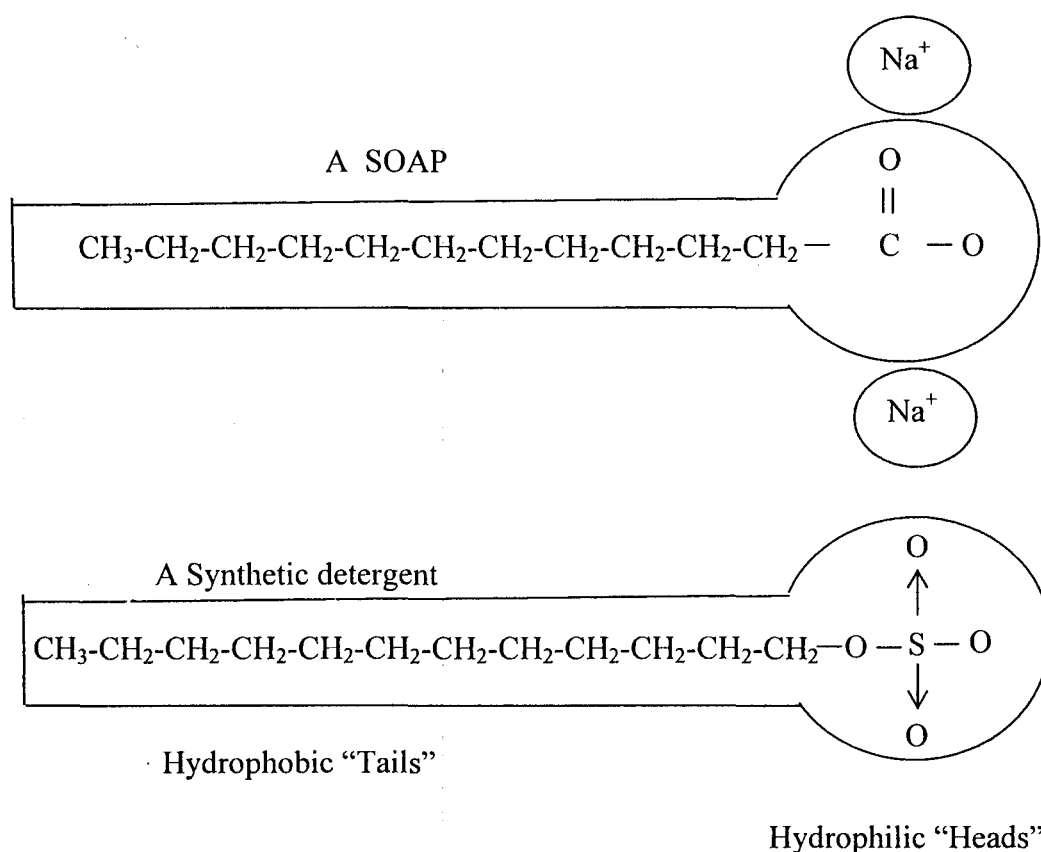 Na⁺
A SOAP
O
||
CH₃-CH₂-CH₂-CH₂-CH₂-CH₂-CH₂-CH₂-CH₂-CH₂-CH₂ — C — O
Na⁺
A Synthetic detergent
O
CH₃-CH₂-CH₂-CH₂-CH₂-CH₂-CH₂-CH₂-CH₂-CH₂-CH₂-CH₂—O — S — O
O
Hydrophobic “Tails”
Hydrophilic “Heads”